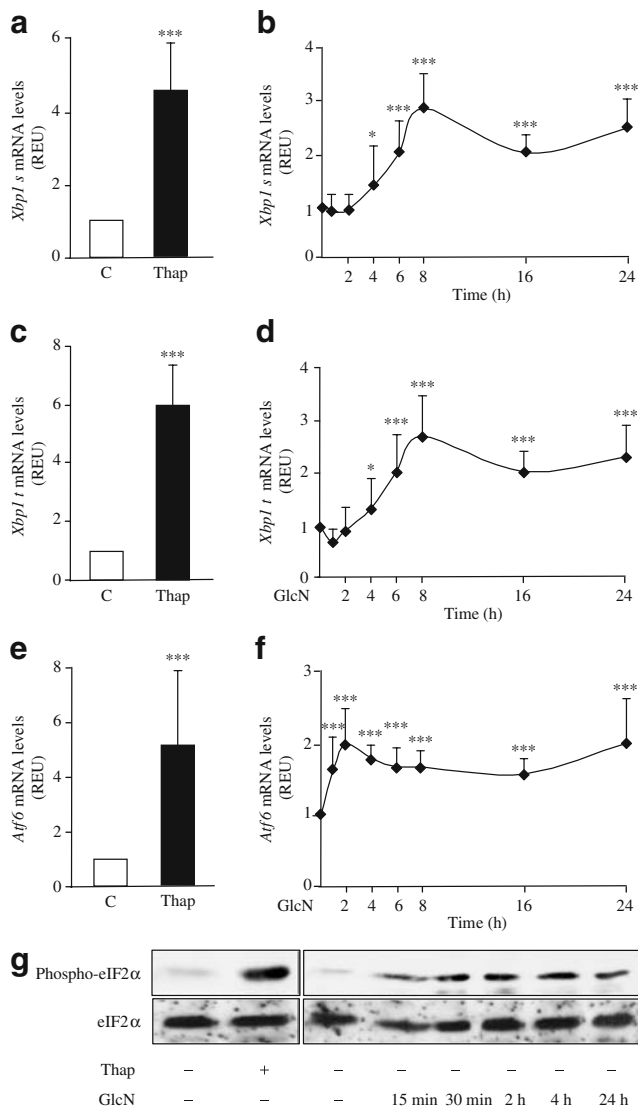 a
Xbp1 s mRNA levels
(REU)
6
4
2
0
***
C
Thap
b
Xbp1 s mRNA levels
(REU)
4
3
2
1
0
*
***
***
***
***
2
4
6
8
16
24
Time (h)
c
Xbp1 t mRNA levels
(REU)
8
6
4
2
0
***
C
Thap
d
Xbp1 t mRNA levels
(REU)
4
3
2
1
0
*
***
***
***
***
GlcN
2
4
6
8
16
24
Time (h)
e
Atf6 mRNA levels
(REU)
8
6
4
2
0
***
C
Thap
f
Atf6 mRNA levels
(REU)
3
2
1
0
***
***
***
***
***
***
***
GlcN
2
4
6
8
16
24
Time (h)
g
Phospho-eIF2α
eIF2α
Thap – + – – – – – –
GlcN – – – 15 min 30 min 2 h 4 h 24 h